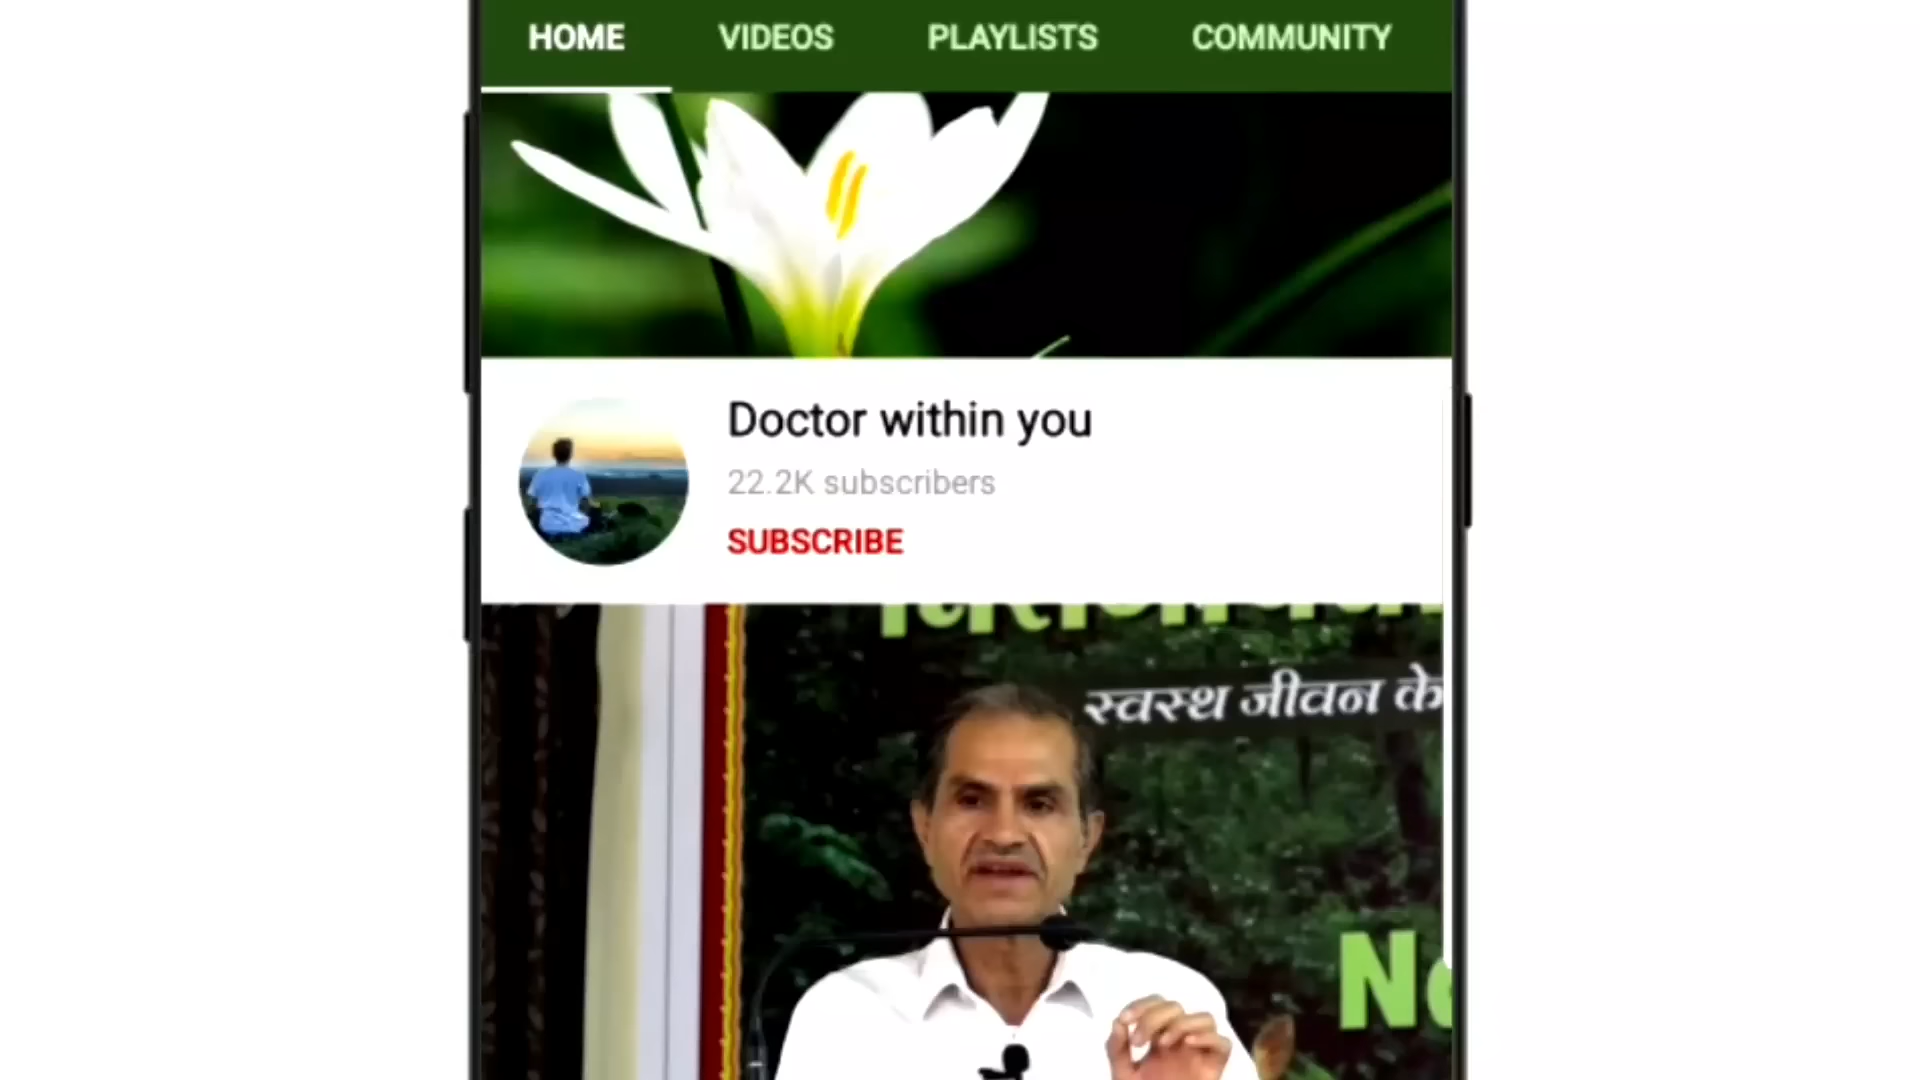 HOME VIDEOS PLAYLISTS COMMUNITY
Doctor within you
22.2K subscribers
SUBSCRIBE
स्वस्थ जीवन के